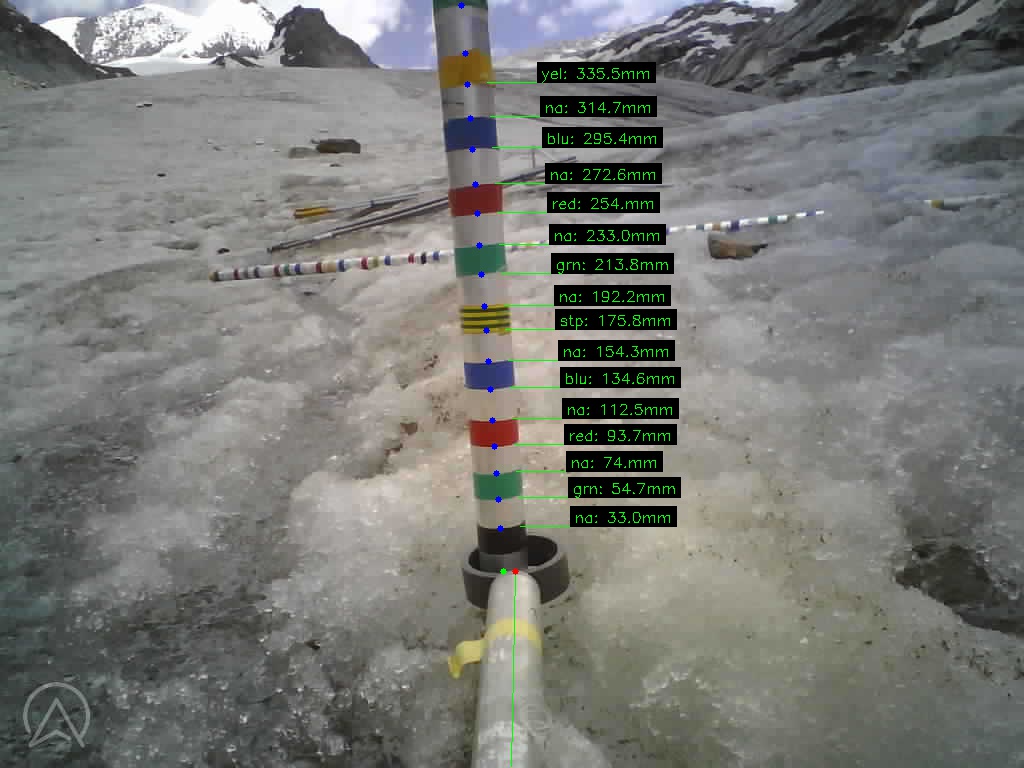 yel: 335.5mm
na: 314.7mm
blu: 295.4mm
na: 272.6mm
red: 254.mm
na: 233.0mm
grn: 213.8mm
na: 192.2mm
stp: 175.8mm
na: 154.3mm
blu: 134.6mm
na: 112.5mm
red: 93.7mm
na: 74.mm
grn: 54.7mm
na: 33.0mm